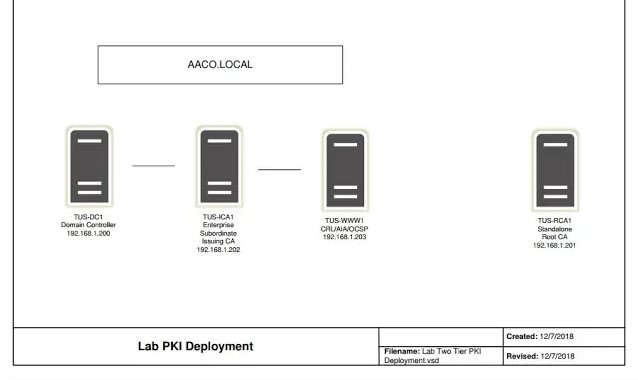 AACO.LOCAL
TUS-DC1
Domain Controller
192.168.1.200
TUS-ICA1
Enterprise
Subordinate
Issuing CA
192.168.1.202
TUS-WWW1
CRL/AIA/OCSP
192.168.1.203
TUS-RCA1
Standalone
Root CA
192.168.1.201
Lab PKI Deployment
Filename: Lab Two Tier PKI
Deployment.vsd
Created: 12/7/2018
Revised: 12/7/2018